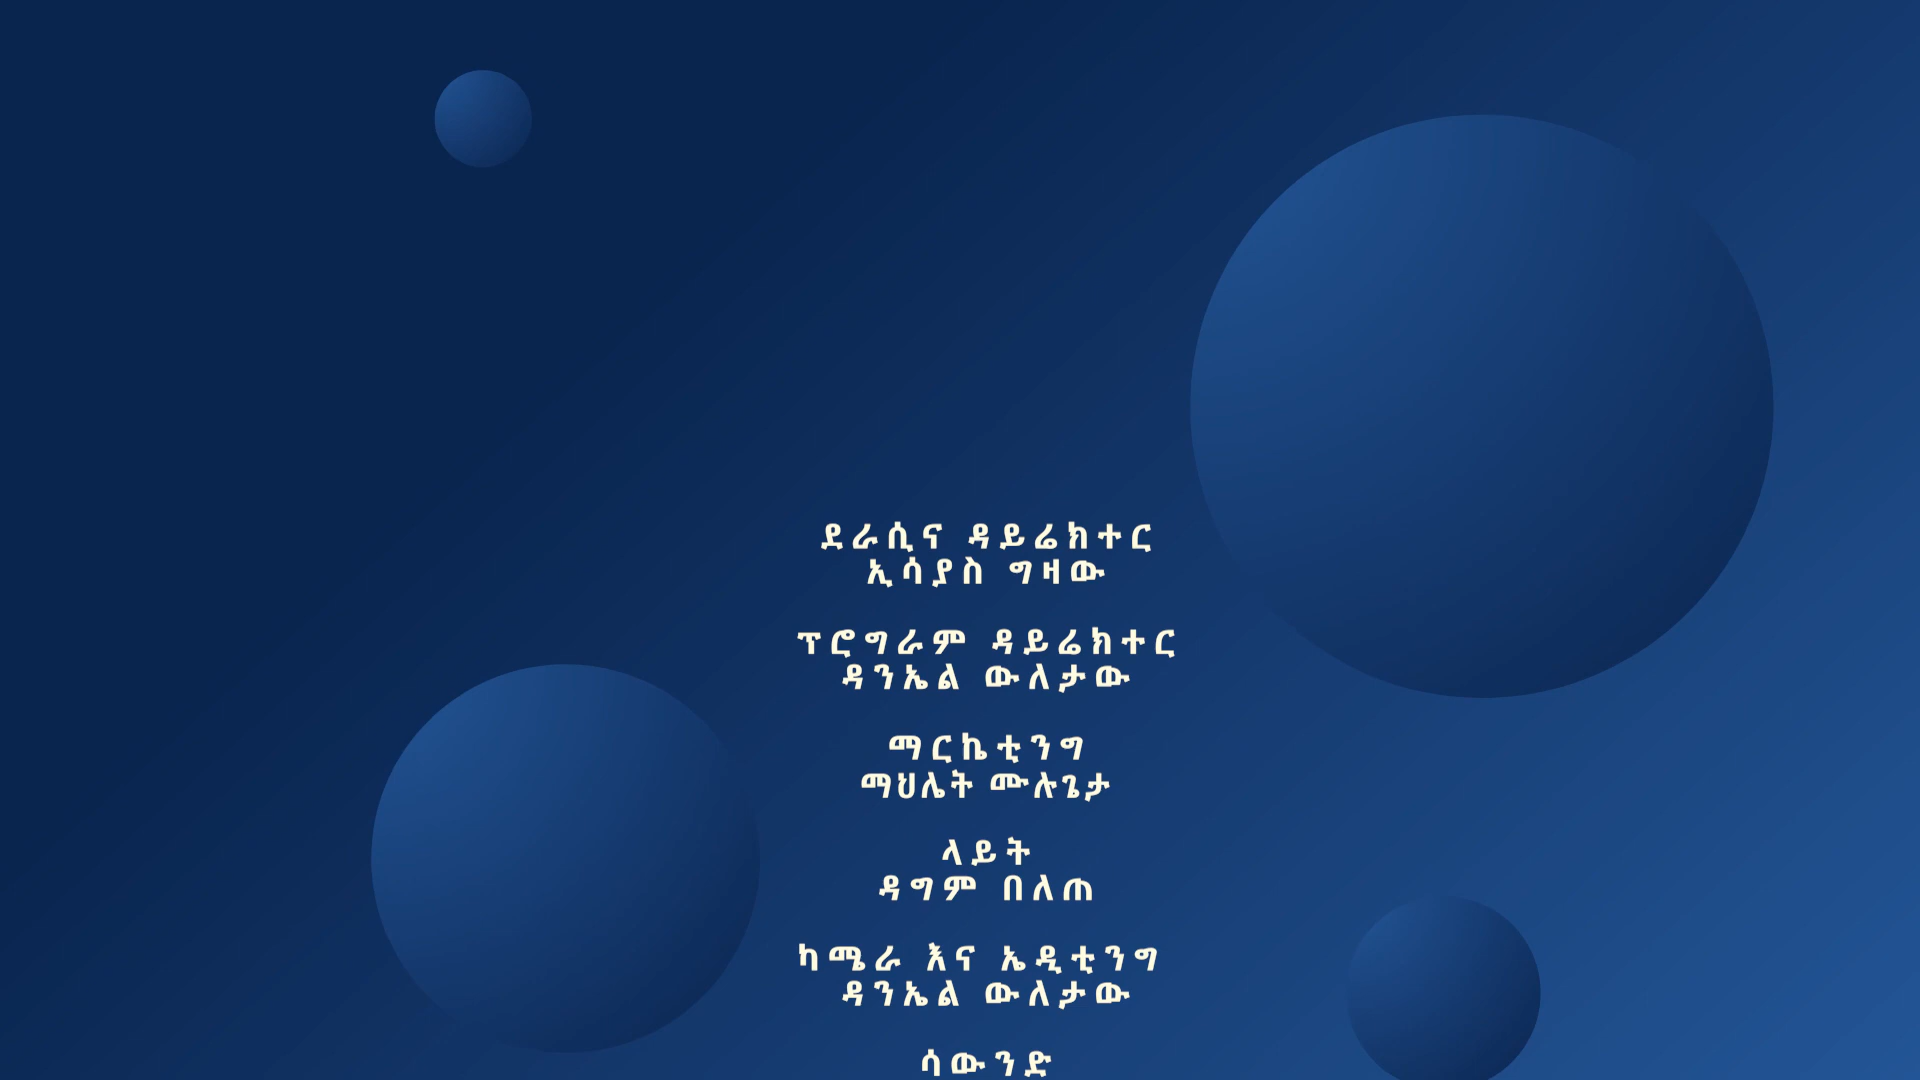 ደራሲና ዳይሬክተር
ኢሳያስ ግዛው
ፕሮግራም ዳይሬክተር
ዳንኤል ውለታው
ማርኬቲንግ
ማህሌት ሙሉጌታ
ላይት
ዳግም በለጠ
ካሜራ እና ኤዲቲንግ
ዳንኤል ውለታው
ሳውንድ